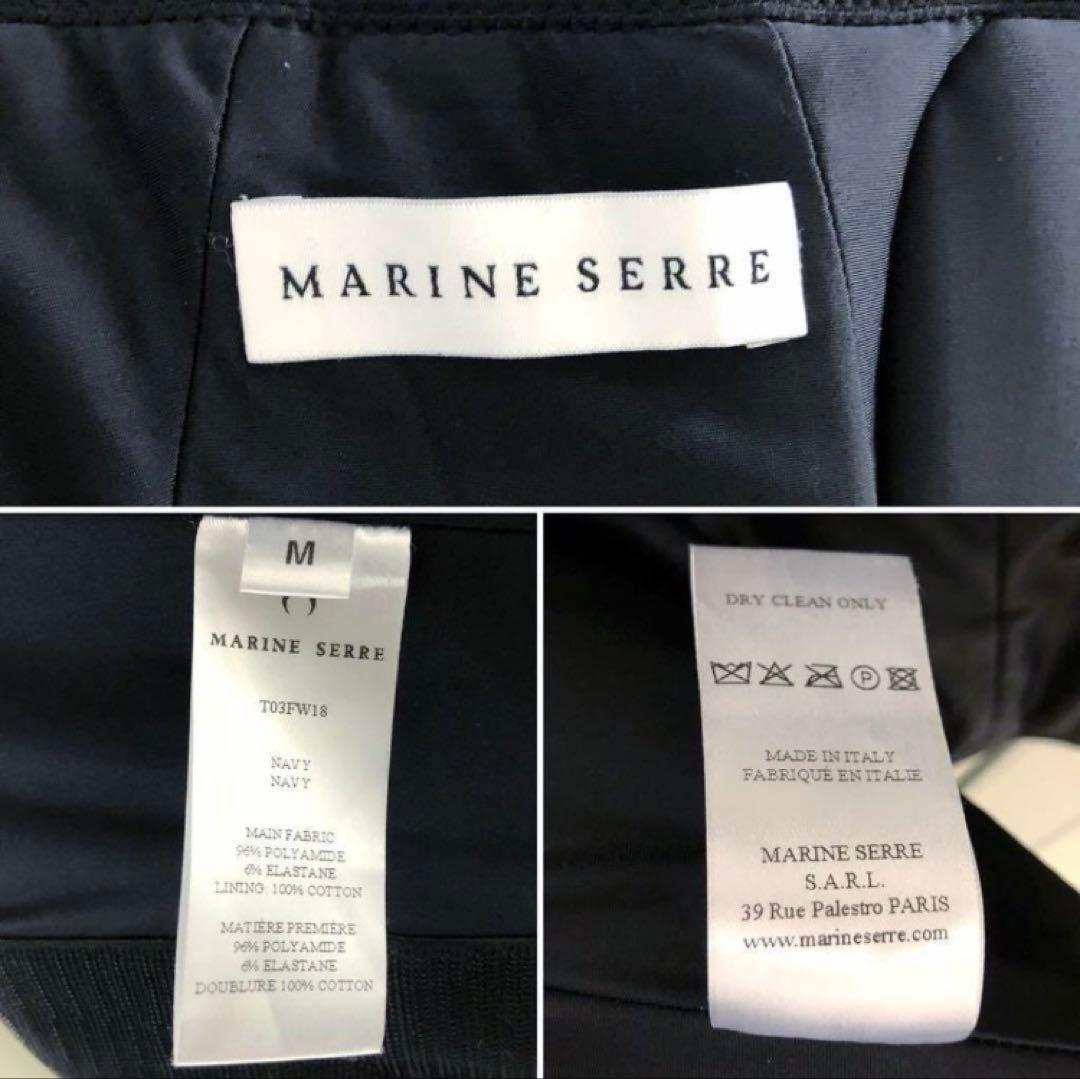 MARINE SERRE
M
MARINE SERRE
T03FW18
NAVY
NAVY
MAIN FABRIC
96% POLYAMIDE
6% ELASTANE
LINING: 100% COTTON
MATIÈRE PREMIÈRE
96% POLYAMIDE
6% ELASTANE
DOUBLURE 100% COTTON
DRY CLEAN ONLY
P
MADE IN ITALY
FABRIQUÉ EN ITALIE
MARINE SERRE
S.A.R.L.
39 Rue Palestro PARIS
www.marineserre.com